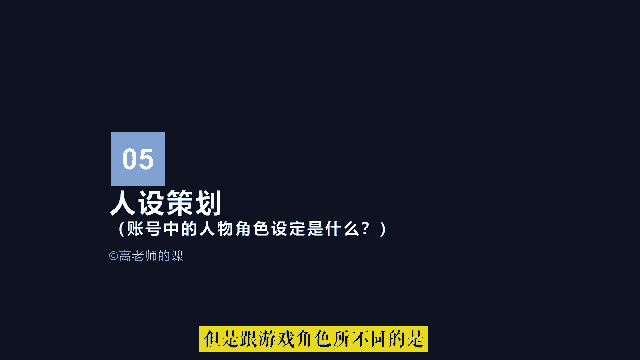 05
人设策划
（账号中的人物角色设定是什么？）
©高老师的课
但是跟游戏角色所不同的是